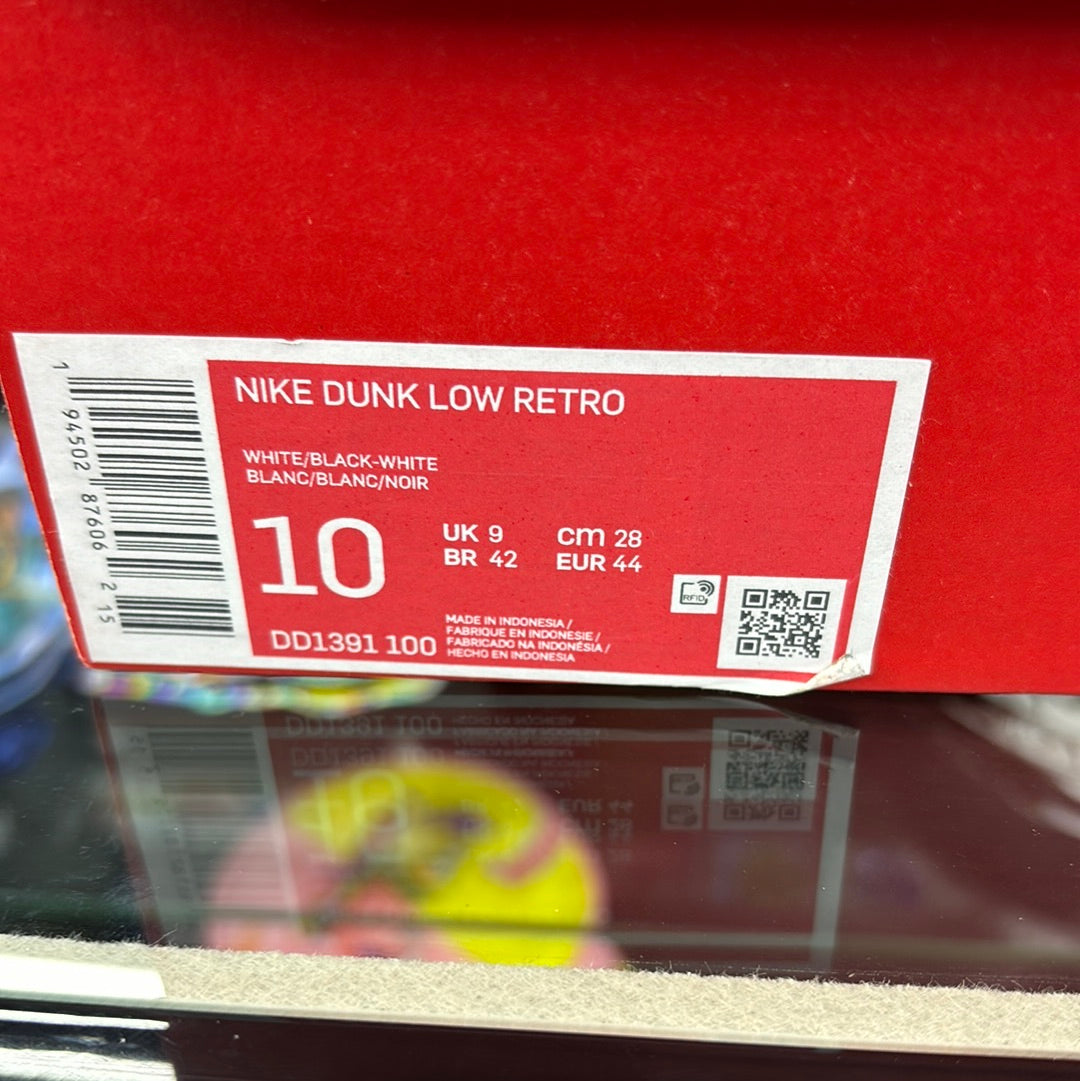 NIKE DUNK LOW RETRO
WHITE/BLACK-WHITE
BLANC/BLANC/NOIR
10
UK 9 cm 28
BR 42 EUR 44
RFID
DD1391 100
MADE IN INDONESIA /
FABRIQUE EN INDONESIE /
FABRICADO NA INDONÉSIA /
HECHO EN INDONESIA
1 94502 87606 2 15
DD1391 100